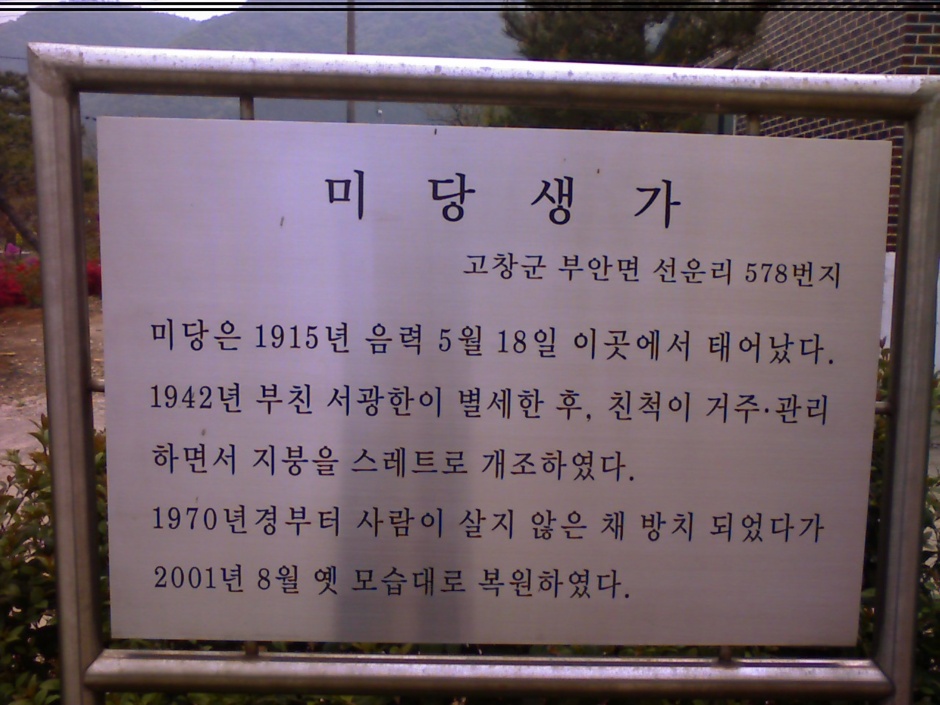 미 당 생 가
고창군 부안면 선운리 578번지
미당은 1915년 음력 5월 18일 이곳에서 태어났다.
1942년 부친 서광한이 별세한 후, 친척이 거주·관리
하면서 지붕을 스레트로 개조하였다.
1970년경부터 사람이 살지 않은 채 방치 되었다가
2001년 8월 옛 모습대로 복원하였다.